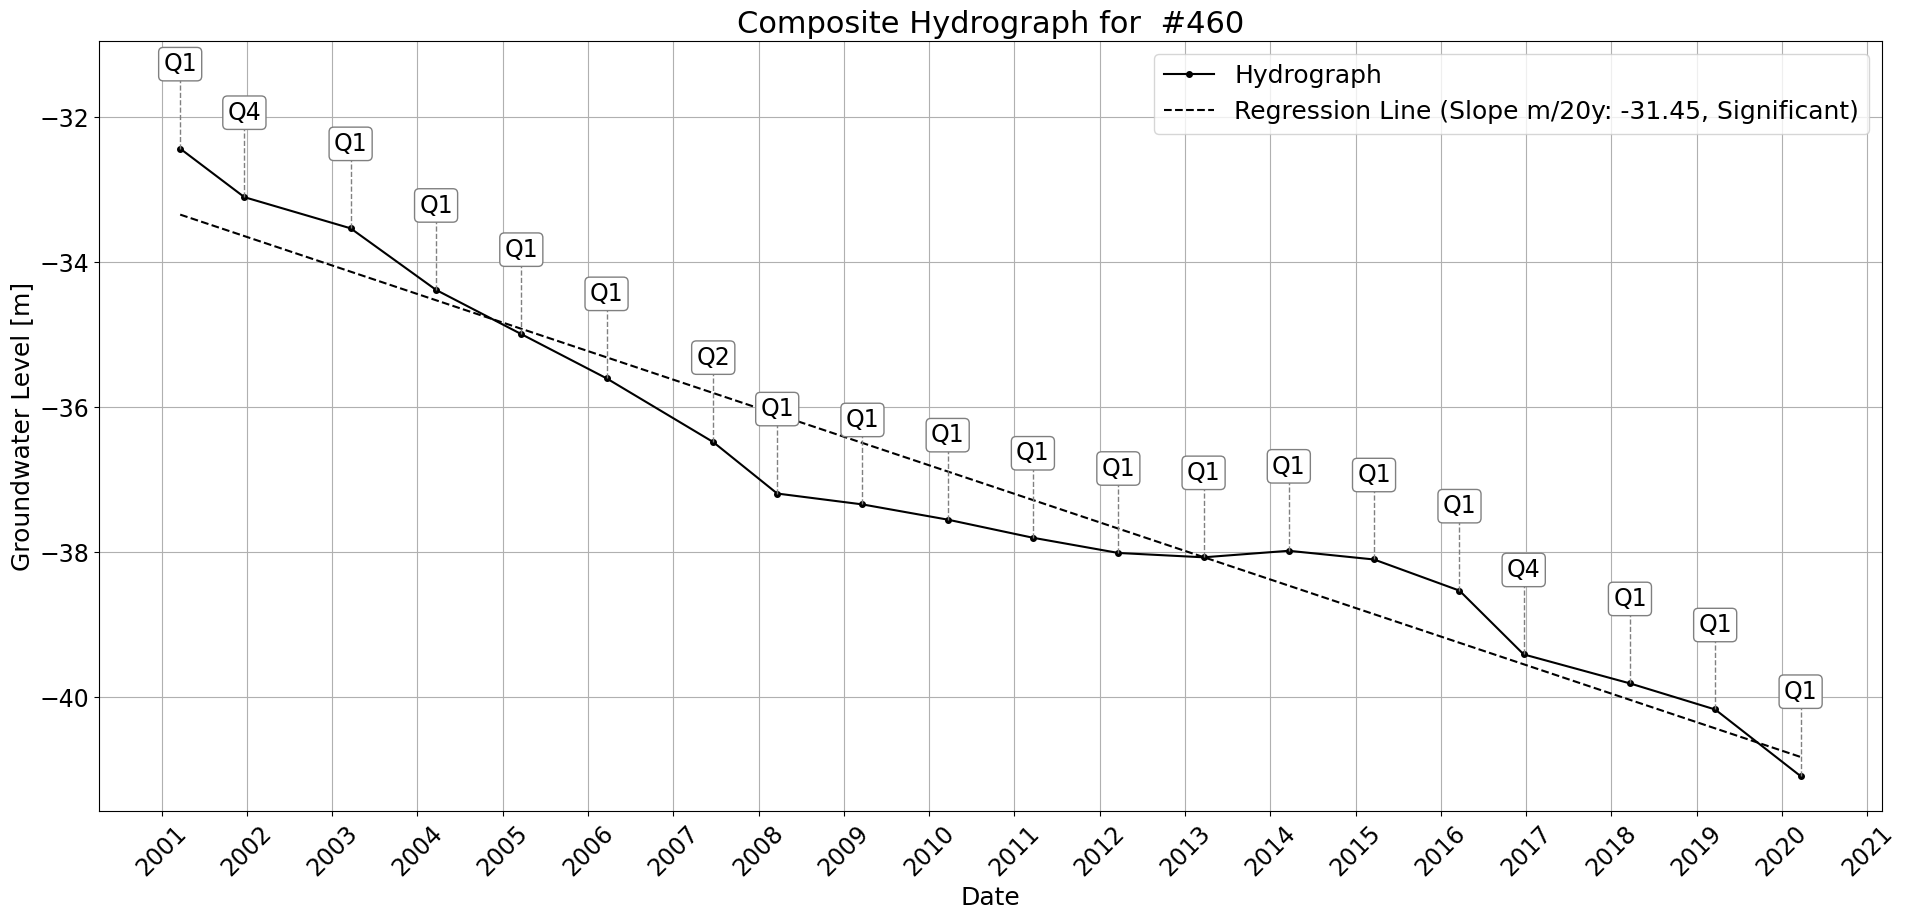 Composite Hydrograph for  #460
Hydrograph
Regression Line (Slope m/20y: -31.45, Significant)
Q1
Q4
Q1
Q1
Q1
Q1
Q2
Q1
Q1
Q1
Q1
Q1
Q1
Q1
Q1
Q1
Q4
Q1
Q1
Q1
Groundwater Level [m]
−32
−34
−36
−38
−40
2001
2002
2003
2004
2005
2006
2007
2008
2009
2010
2011
2012
2013
2014
2015
2016
2017
2018
2019
2020
2021
Date